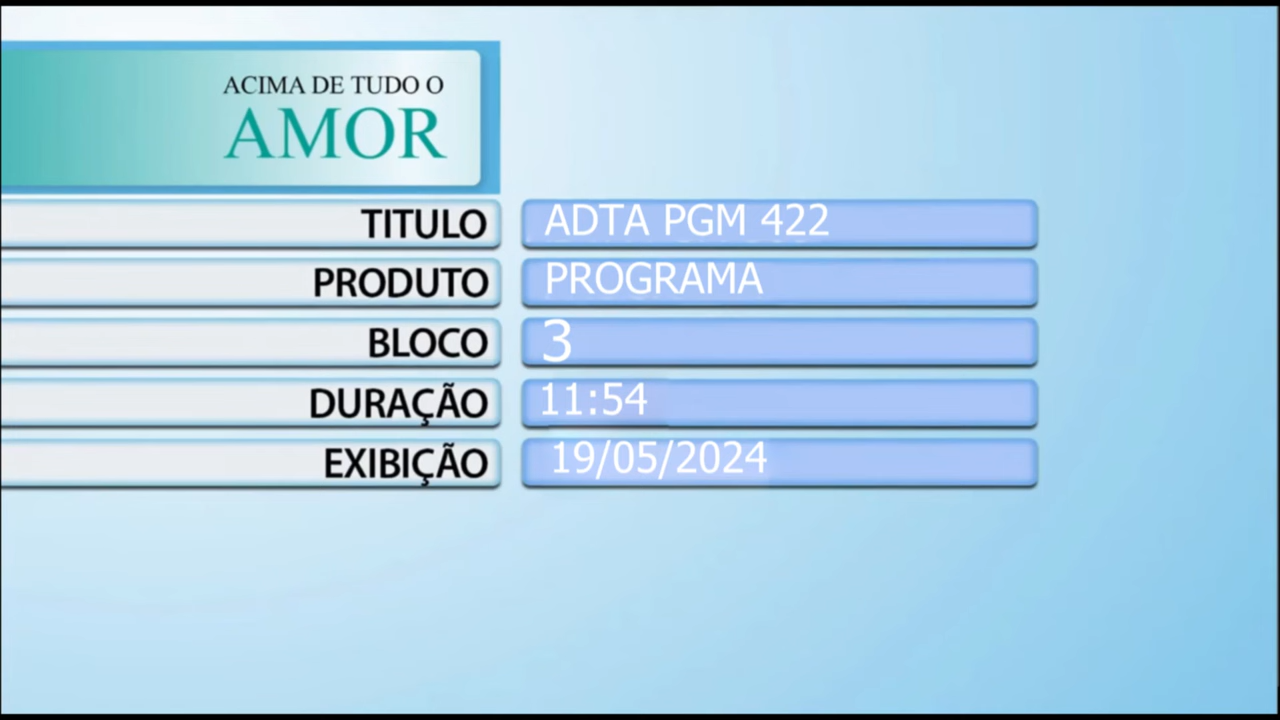 ACIMA DE TUDO O
AMOR
TITULO ADTA PGM 422
PRODUTO PROGRAMA
BLOCO 3
DURAÇÃO 11:54
EXIBIÇÃO 19/05/2024